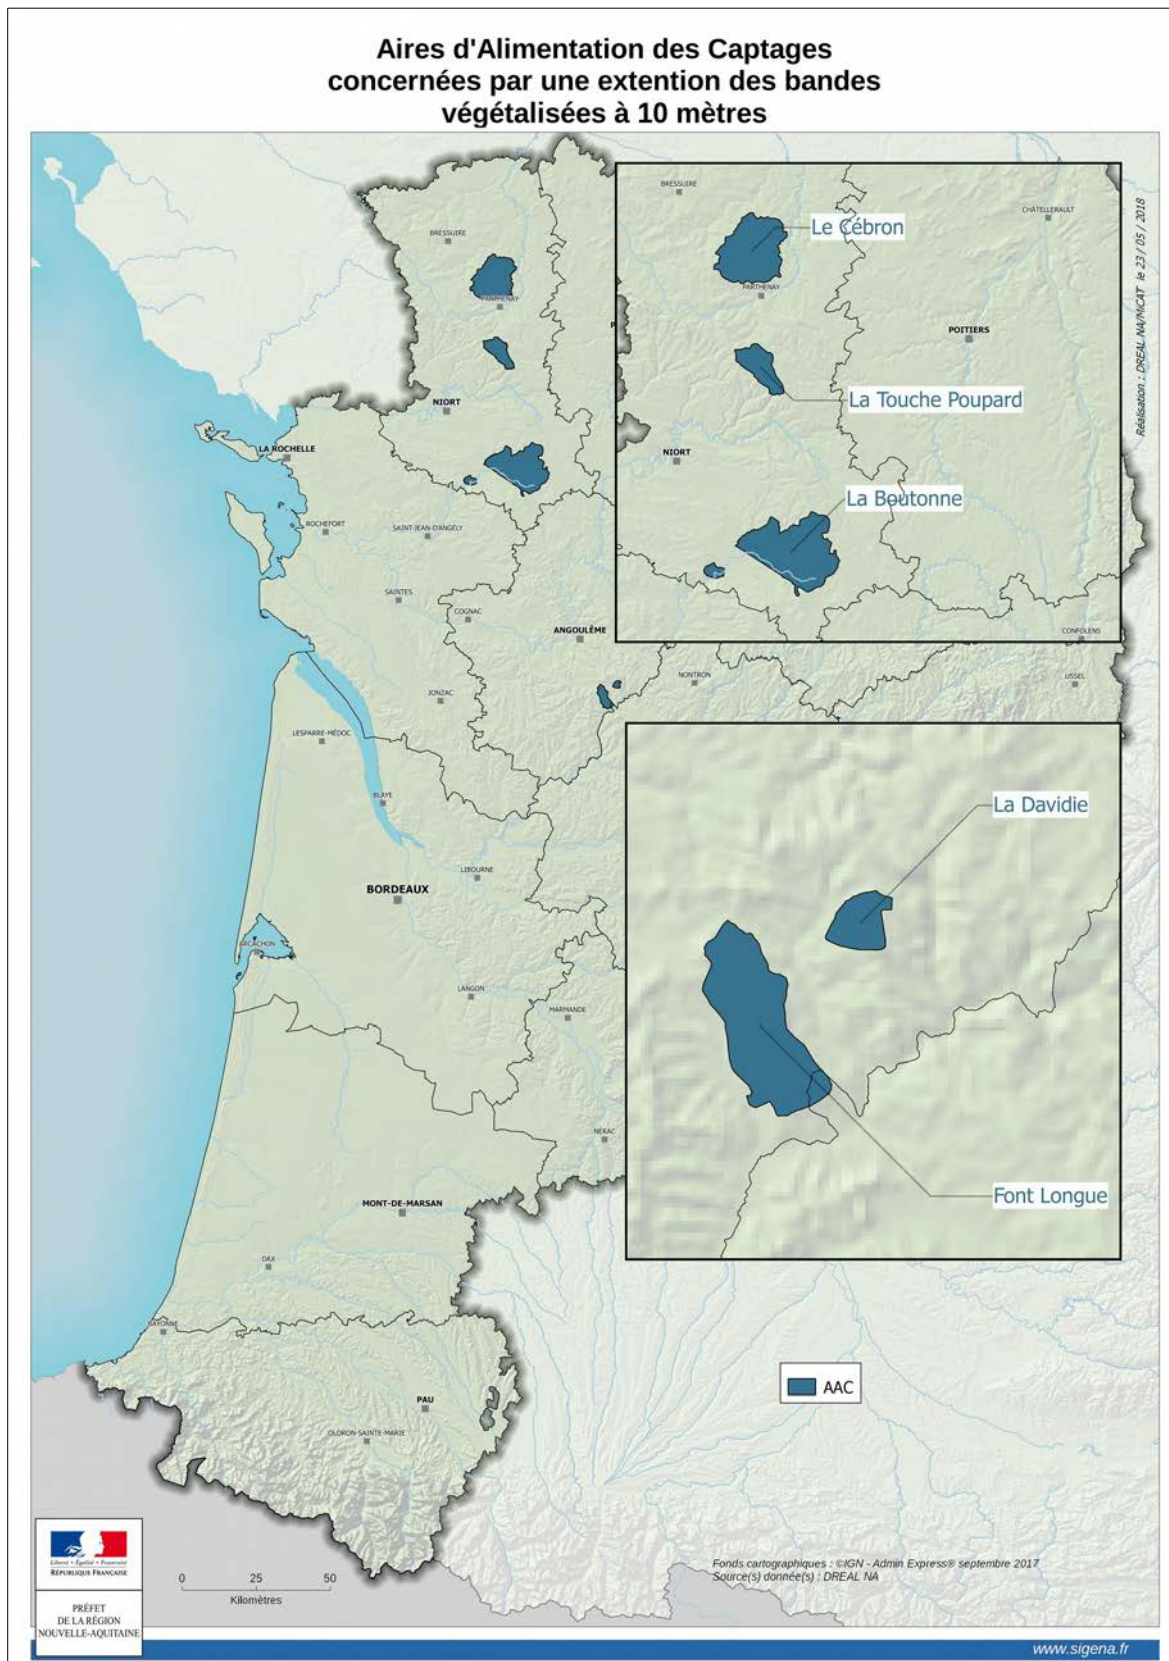 Aires d'Alimentation des Captages
concernées par une extention des bandes
végétalisées à 10 mètres
Réalisation : DREAL NA/MiCAT le 23 / 05 / 2018
BRESSUIRE
PARTHENAY
NIORT
LA ROCHELLE
ROCHEFORT
SAINT-JEAN-D'ANGÉLY
SAINTES
COGNAC
ANGOULÊME
JONZAC
NONTRON
USSEL
LESPARRE-MÉDOC
BLAYE
LIBOURNE
BORDEAUX
ARCACHON
LANGON
MARMANDE
NÉRAC
MONT-DE-MARSAN
DAX
BAYONNE
PAU
OLORON-SAINTE-MARIE
BRESSUIRE
CHÂTELLERAULT
Le Cébron
PARTHENAY
POITIERS
La Touche Poupard
NIORT
La Boutonne
CONFOLENS
La Davidie
Font Longue
AAC
Liberté • Égalité • Fraternité
RÉPUBLIQUE FRANÇAISE
PRÉFET
DE LA RÉGION
NOUVELLE-AQUITAINE
0 25 50
Kilomètres
Fonds cartographiques : ©IGN - Admin Express® septembre 2017
Source(s) donnée(s) : DREAL NA
www.sigena.fr